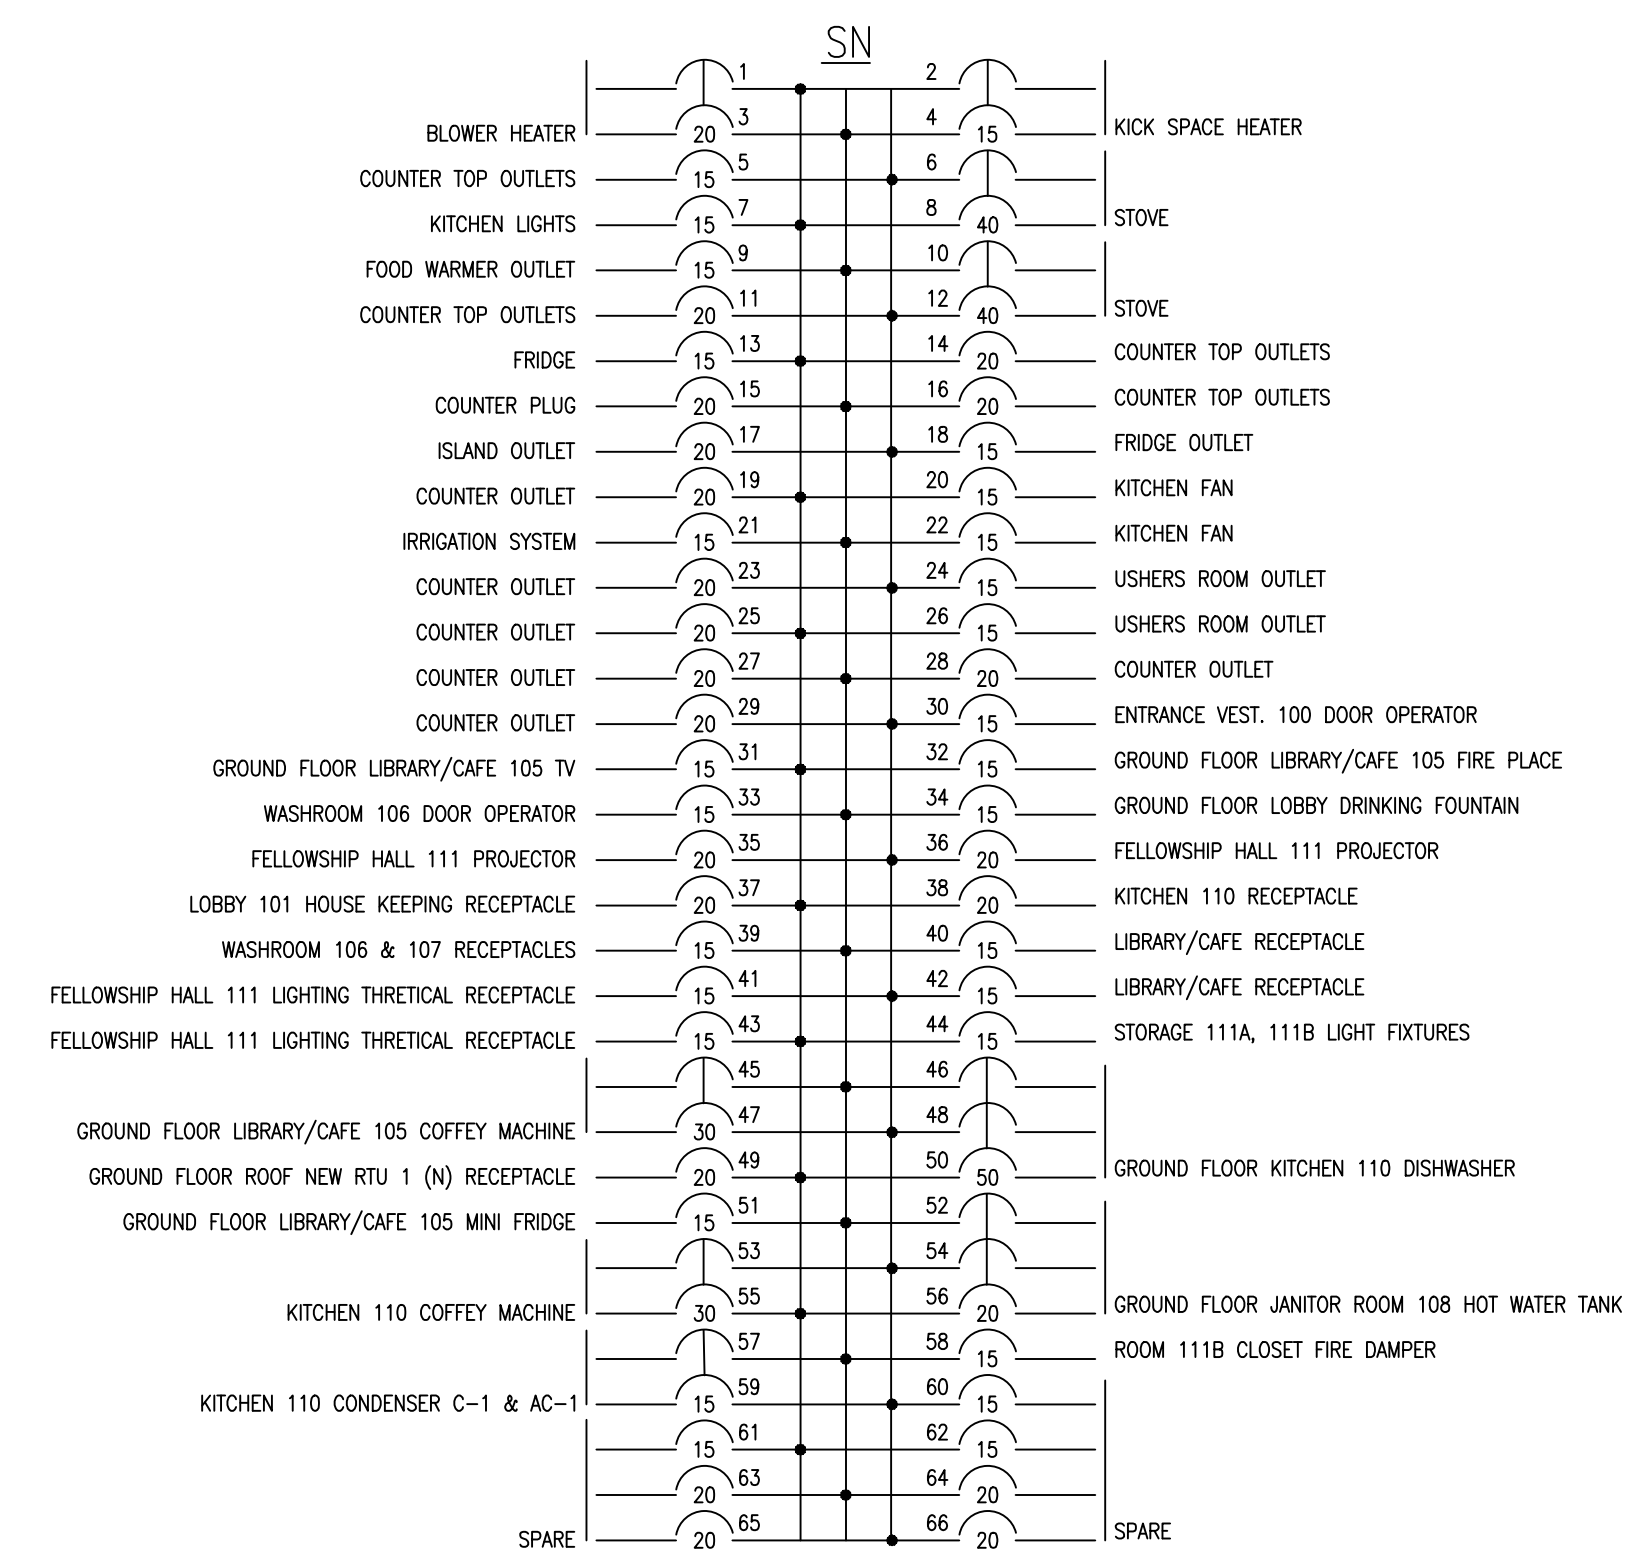 SN
1 2
BLOWER HEATER 20 3 4 15 KICK SPACE HEATER
COUNTER TOP OUTLETS 15 5 6
KITCHEN LIGHTS 15 7 8 40 STOVE
FOOD WARMER OUTLET 15 9 10
COUNTER TOP OUTLETS 20 11 12 40 STOVE
FRIDGE 15 13 14 20 COUNTER TOP OUTLETS
COUNTER PLUG 20 15 16 20 COUNTER TOP OUTLETS
ISLAND OUTLET 20 17 18 15 FRIDGE OUTLET
COUNTER OUTLET 20 19 20 15 KITCHEN FAN
IRRIGATION SYSTEM 15 21 22 15 KITCHEN FAN
COUNTER OUTLET 20 23 24 15 USHERS ROOM OUTLET
COUNTER OUTLET 20 25 26 15 USHERS ROOM OUTLET
COUNTER OUTLET 20 27 28 20 COUNTER OUTLET
COUNTER OUTLET 20 29 30 15 ENTRANCE VEST. 100 DOOR OPERATOR
GROUND FLOOR LIBRARY/CAFE 105 TV 15 31 32 15 GROUND FLOOR LIBRARY/CAFE 105 FIRE PLACE
WASHROOM 106 DOOR OPERATOR 15 33 34 15 GROUND FLOOR LOBBY DRINKING FOUNTAIN
FELLOWSHIP HALL 111 PROJECTOR 20 35 36 20 FELLOWSHIP HALL 111 PROJECTOR
LOBBY 101 HOUSE KEEPING RECEPTACLE 20 37 38 20 KITCHEN 110 RECEPTACLE
WASHROOM 106 & 107 RECEPTACLES 15 39 40 15 LIBRARY/CAFE RECEPTACLE
FELLOWSHIP HALL 111 LIGHTING THRETICAL RECEPTACLE 15 41 42 15 LIBRARY/CAFE RECEPTACLE
FELLOWSHIP HALL 111 LIGHTING THRETICAL RECEPTACLE 15 43 44 15 STORAGE 111A, 111B LIGHT FIXTURES
45 46
GROUND FLOOR LIBRARY/CAFE 105 COFFEY MACHINE 30 47 48
GROUND FLOOR ROOF NEW RTU 1 (N) RECEPTACLE 20 49 50 50 GROUND FLOOR KITCHEN 110 DISHWASHER
GROUND FLOOR LIBRARY/CAFE 105 MINI FRIDGE 15 51 52
53 54
KITCHEN 110 COFFEY MACHINE 30 55 56 20 GROUND FLOOR JANITOR ROOM 108 HOT WATER TANK
57 58 15 ROOM 111B CLOSET FIRE DAMPER
KITCHEN 110 CONDENSER C-1 & AC-1 15 59 60 15
15 61 62 15
20 63 64 20
SPARE 20 65 66 20 SPARE